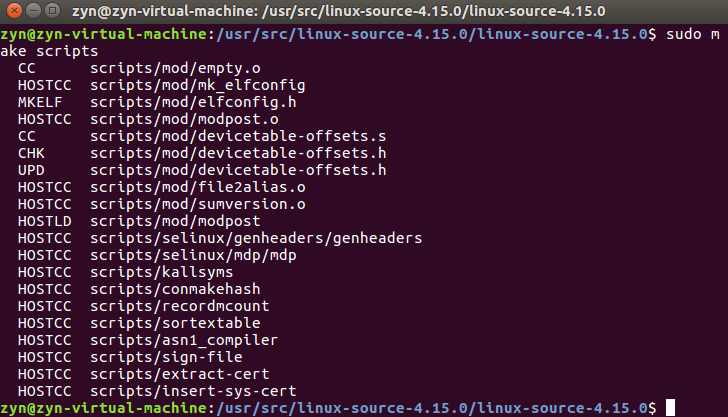 zyn@zyn-virtual-machine: /usr/src/linux-source-4.15.0/linux-source-4.15.0
zyn@zyn-virtual-machine:/usr/src/linux-source-4.15.0/linux-source-4.15.0$ sudo m
ake scripts
  CC      scripts/mod/empty.o
  HOSTCC  scripts/mod/mk_elfconfig
  MKELF   scripts/mod/elfconfig.h
  HOSTCC  scripts/mod/modpost.o
  CC      scripts/mod/devicetable-offsets.s
  CHK     scripts/mod/devicetable-offsets.h
  UPD     scripts/mod/devicetable-offsets.h
  HOSTCC  scripts/mod/file2alias.o
  HOSTCC  scripts/mod/sumversion.o
  HOSTLD  scripts/mod/modpost
  HOSTCC  scripts/selinux/genheaders/genheaders
  HOSTCC  scripts/selinux/mdp/mdp
  HOSTCC  scripts/kallsyms
  HOSTCC  scripts/conmakehash
  HOSTCC  scripts/recordmcount
  HOSTCC  scripts/sortextable
  HOSTCC  scripts/asn1_compiler
  HOSTCC  scripts/sign-file
  HOSTCC  scripts/extract-cert
  HOSTCC  scripts/insert-sys-cert
zyn@zyn-virtual-machine:/usr/src/linux-source-4.15.0/linux-source-4.15.0$